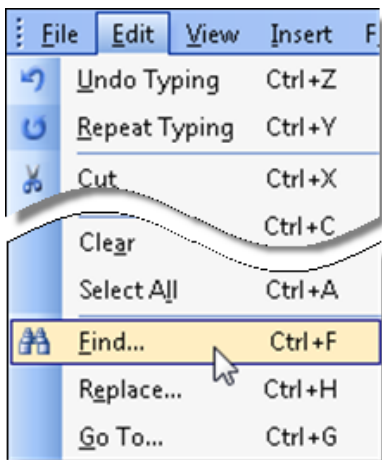 File Edit View Insert F
Undo Typing Ctrl+Z
Repeat Typing Ctrl+Y
Cut Ctrl+X
Ctrl+C
Clear
Select All Ctrl+A
Find... Ctrl+F
Replace... Ctrl+H
Go To... Ctrl+G